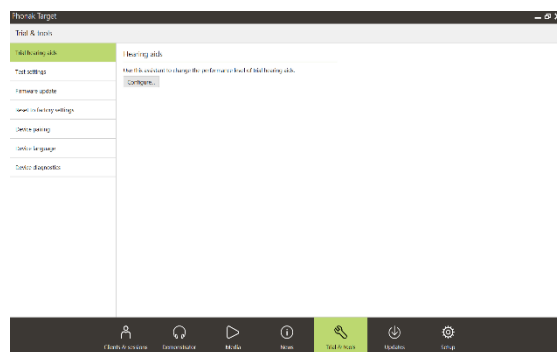 Phonak Target
Trial & tools
Trial hearing aids
Hearing aids
Test settings
Use this assistant to change the performance level of trial hearing aids.
Configure...
Firmware update
Reset to factory settings
Device pairing
Device language
Device diagnostics
Clients & sessions
Demonstrator
Media
News
Trial & tools
Updates
Setup